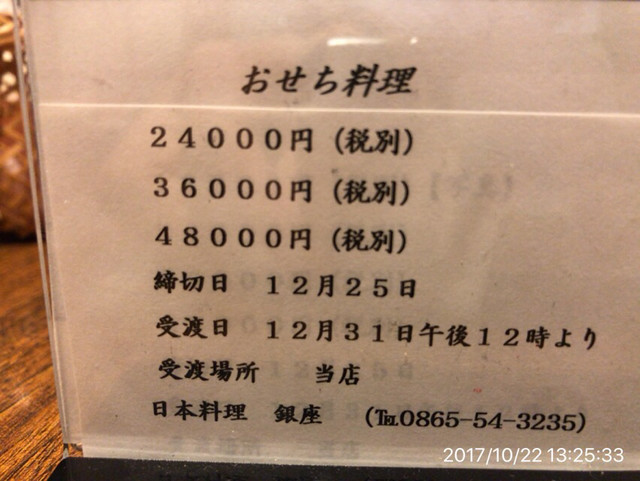 おせち料理
２４０００円（税別）
３６０００円（税別）
４８０００円（税別）
締切日　１２月２５日
受渡日　１２月３１日午後１２時より
受渡場所　　当店
日本料理　銀座　（℡0865-54-3235）
2017/10/22 13:25:33